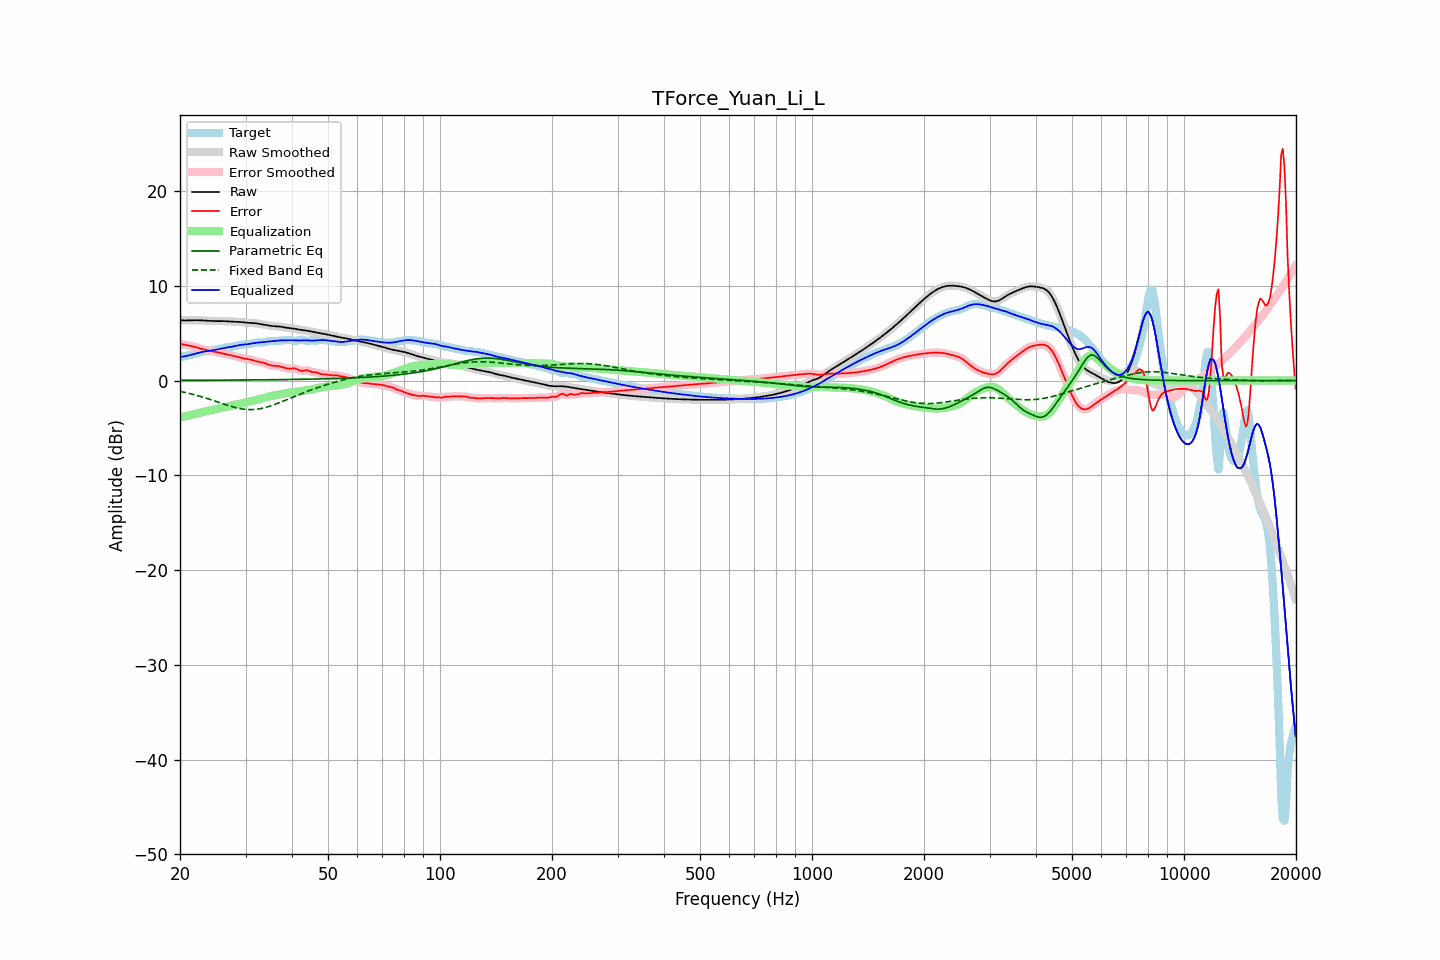 TForce_Yuan_Li_L
Target
Raw Smoothed
Error Smoothed
Raw
Error
Equalization
Parametric Eq
Fixed Band Eq
Equalized
20
10
0
−10
−20
−30
−40
−50
Amplitude (dBr)
20 50 100 200 500 1000 2000 5000 10000 20000
Frequency (Hz)